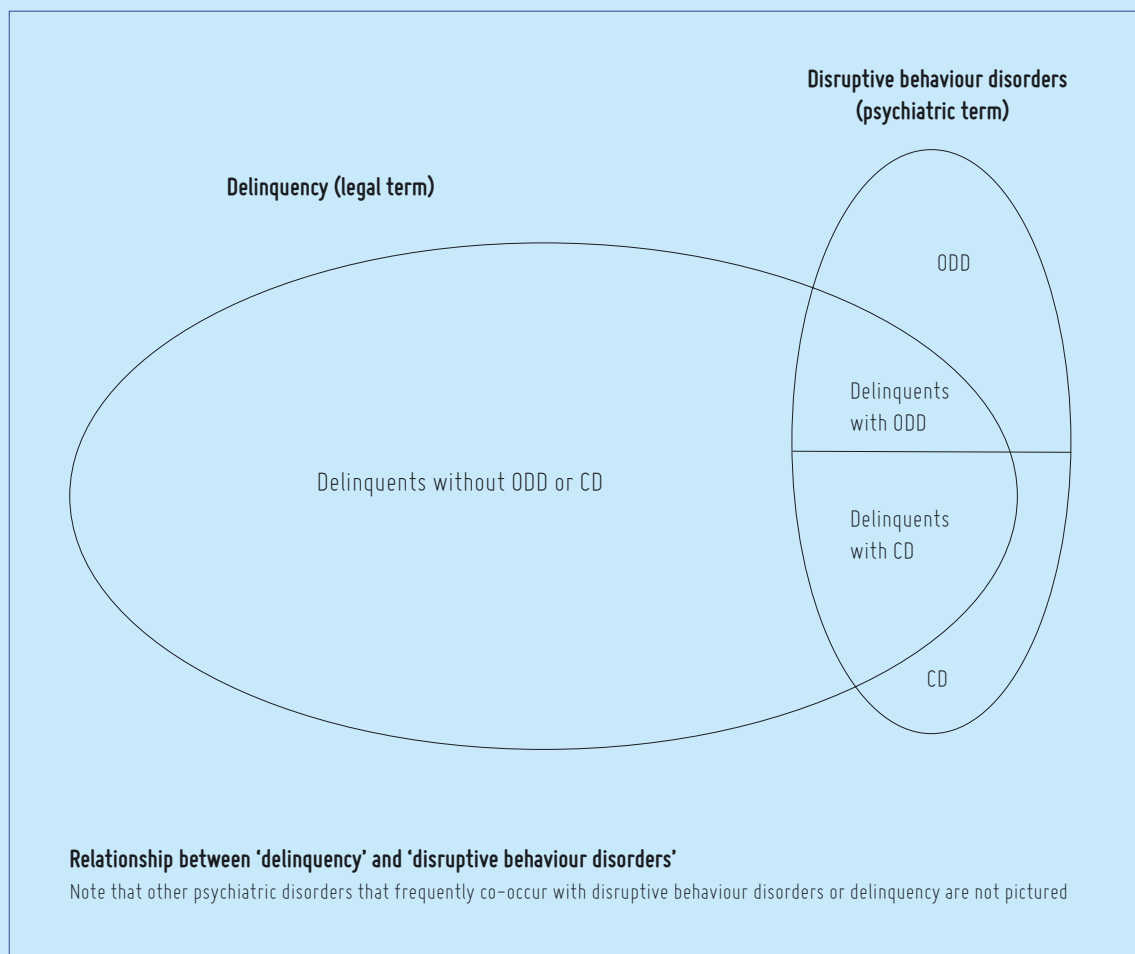 Disruptive behaviour disorders
(psychiatric term)
Delinquency (legal term)
ODD
Delinquents
with ODD
Delinquents without ODD or CD
Delinquents
with CD
CD
Relationship between ‘delinquency’ and ‘disruptive behaviour disorders’
Note that other psychiatric disorders that frequently co-occur with disruptive behaviour disorders or delinquency are not pictured